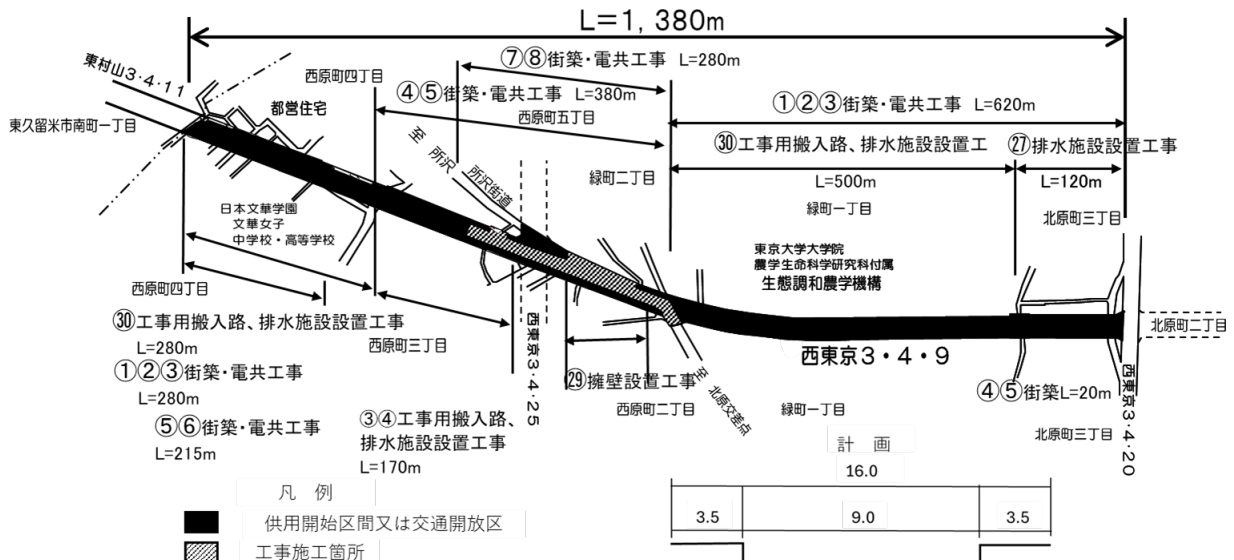 L=1,380m
⑦⑧街築・電共工事 L=280m
東村山3・4・11
西原町四丁目
④⑤街築・電共工事 L=380m
①②③街築・電共工事 L=620m
都営住宅
西原町五丁目
東久留米市南町一丁目
至 所沢
所沢街道
㉚工事用搬入路、排水施設設置工
㉗排水施設設置工事
緑町二丁目
L=500m
L=120m
日本文華学園
文華女子
中学校・高等学校
緑町一丁目
北原町三丁目
東京大学大学院
農学生命科学研究科付属
生態調和農学機構
西原町四丁目
㉚工事用搬入路、排水施設設置工事
L=280m
西原町三丁目
西東京3・4・25
北原町二丁目
西東京3・4・9
①②③街築・電共工事
L=280m
㉙擁壁設置工事
至 北原交差点
④⑤街築L=20m
西東京3・4・20
⑤⑥街築・電共工事
L=215m
③④工事用搬入路、
排水施設設置工事
L=170m
西原町二丁目
緑町一丁目
北原町三丁目
計 画
16.0
凡 例
3.5
9.0
3.5
供用開始区間又は交通開放区
工事施工箇所